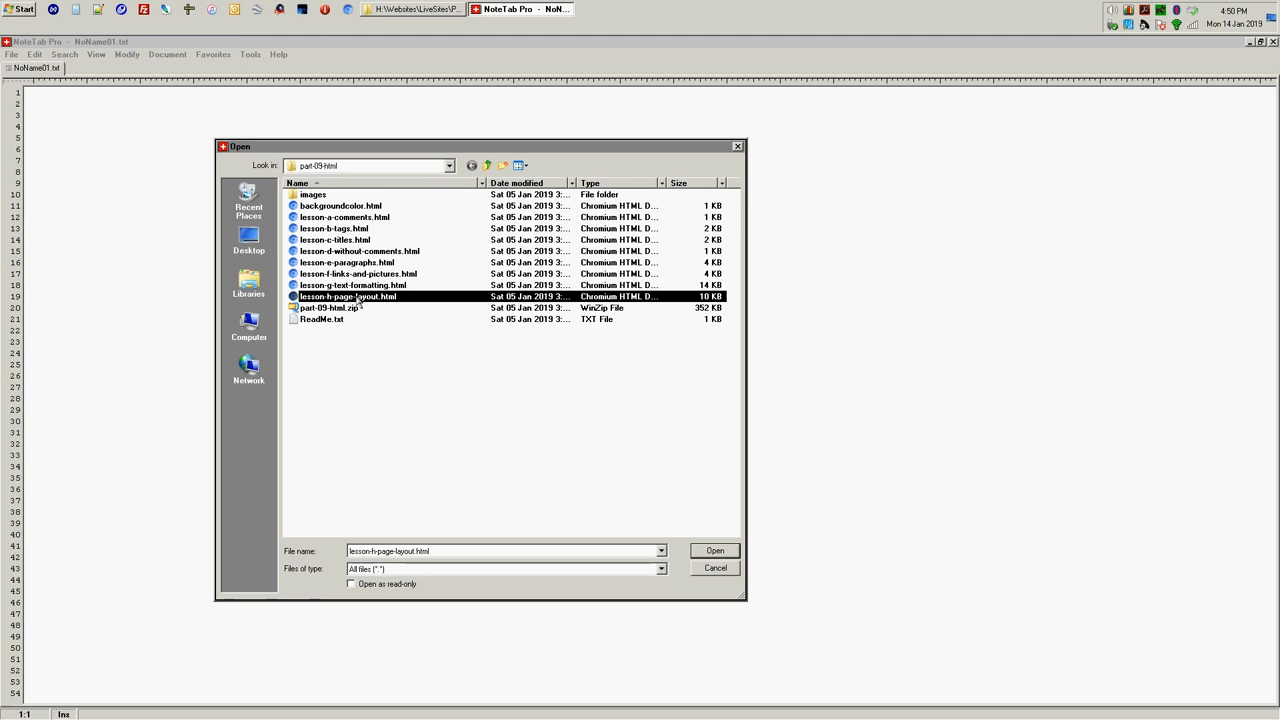 Start
H:\Websites\LiveSites\P...
NoteTab Pro - NoN...
4:50 PM
Mon 14 Jan 2019
NoteTab Pro - NoName01.txt
File Edit Search View Modify Document Favorites Tools Help
NoName01.txt
Open
Look in: part-09-html
Name Date modified Type Size
images Sat 05 Jan 2019 3:... File folder
backgroundcolor.html Sat 05 Jan 2019 3:... Chromium HTML D... 1 KB
lesson-a-comments.html Sat 05 Jan 2019 3:... Chromium HTML D... 1 KB
lesson-b-tags.html Sat 05 Jan 2019 3:... Chromium HTML D... 2 KB
lesson-c-titles.html Sat 05 Jan 2019 3:... Chromium HTML D... 2 KB
lesson-d-without-comments.html Sat 05 Jan 2019 3:... Chromium HTML D... 1 KB
lesson-e-paragraphs.html Sat 05 Jan 2019 3:... Chromium HTML D... 4 KB
lesson-f-links-and-pictures.html Sat 05 Jan 2019 3:... Chromium HTML D... 4 KB
lesson-g-text-formatting.html Sat 05 Jan 2019 3:... Chromium HTML D... 14 KB
lesson-h-page-layout.html Sat 05 Jan 2019 3:... Chromium HTML D... 10 KB
part-09-html.zip Sat 05 Jan 2019 3:... WinZip File 352 KB
ReadMe.txt Sat 05 Jan 2019 3:... TXT File 1 KB
Recent
Places
Desktop
Libraries
Computer
Network
File name: lesson-h-page-layout.html Open
Files of type: All files (*.*) Cancel
Open as read-only
1
2
3
4
5
6
7
8
9
10
11
12
13
14
15
16
17
18
19
20
21
22
23
24
25
26
27
28
29
30
31
32
33
34
35
36
37
38
39
40
41
42
43
44
45
46
47
48
49
50
51
52
53
54
1:1 Ins